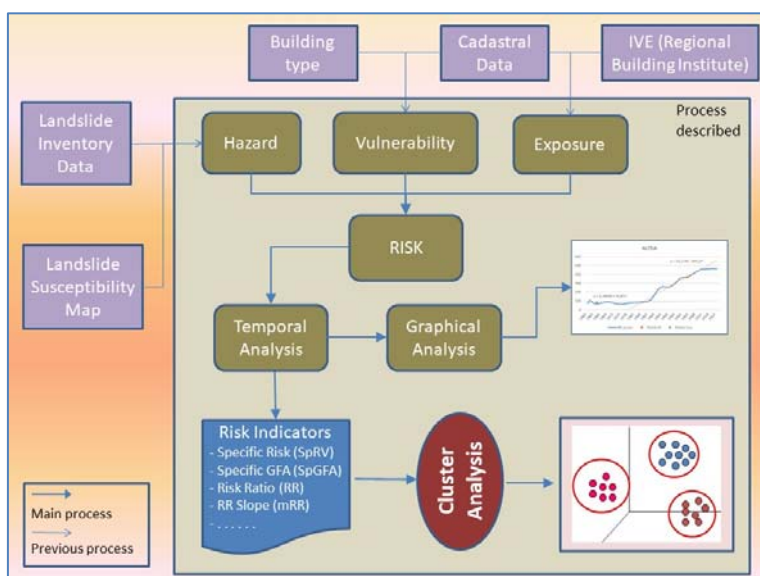 Building
type
Cadastral
Data
IVE (Regional
Building Institute)
Landslide
Inventory
Data
Process
described
Hazard
Vulnerability
Exposure
RISK
Landslide
Susceptibility
Map
Temporal
Analysis
Graphical
Analysis
Risk Indicators
- Specific Risk (SpRV)
- Specific GFA (SpGFA)
- Risk Ratio (RR)
- RR Slope (mRR)
- . . . . . .
Cluster
Analysis
Main process
Previous process